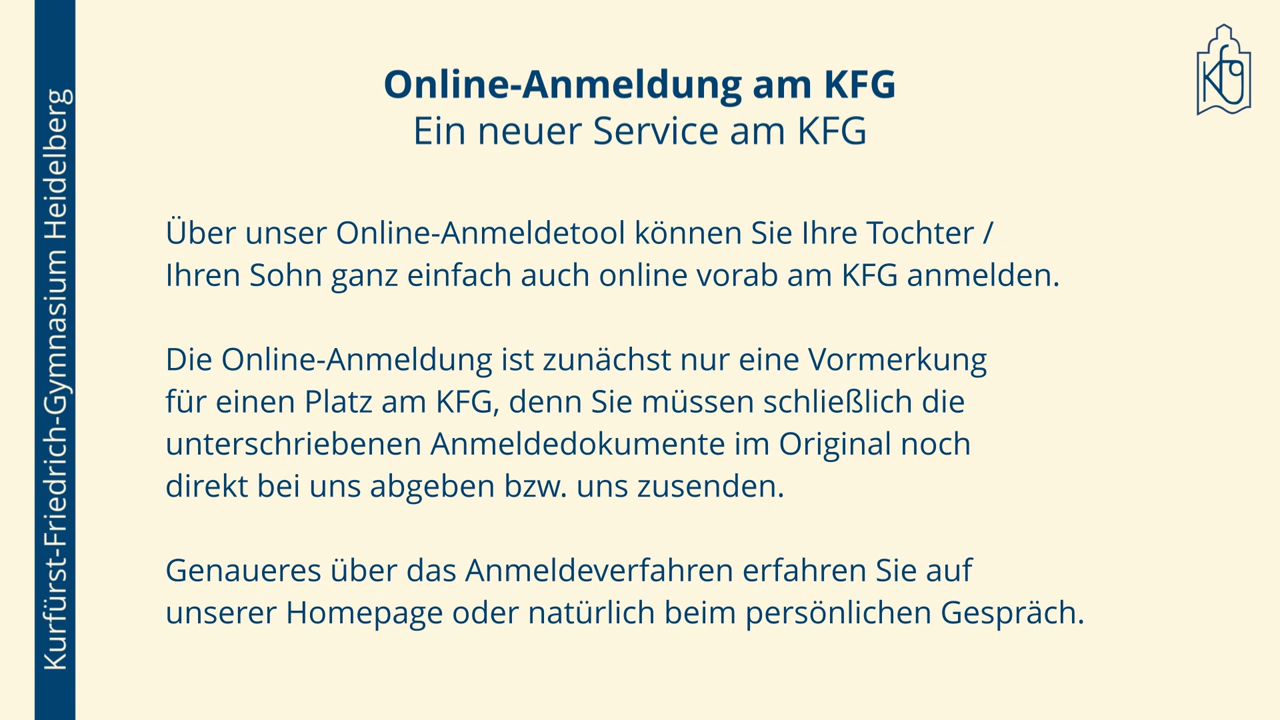 Kurfürst-Friedrich-Gymnasium Heidelberg
Online-Anmeldung am KFG
Ein neuer Service am KFG
Kfg
Über unser Online-Anmeldetool können Sie Ihre Tochter /
Ihren Sohn ganz einfach auch online vorab am KFG anmelden.
Die Online-Anmeldung ist zunächst nur eine Vormerkung
für einen Platz am KFG, denn Sie müssen schließlich die
unterschriebenen Anmeldedokumente im Original noch
direkt bei uns abgeben bzw. uns zusenden.
Genaueres über das Anmeldeverfahren erfahren Sie auf
unserer Homepage oder natürlich beim persönlichen Gespräch.